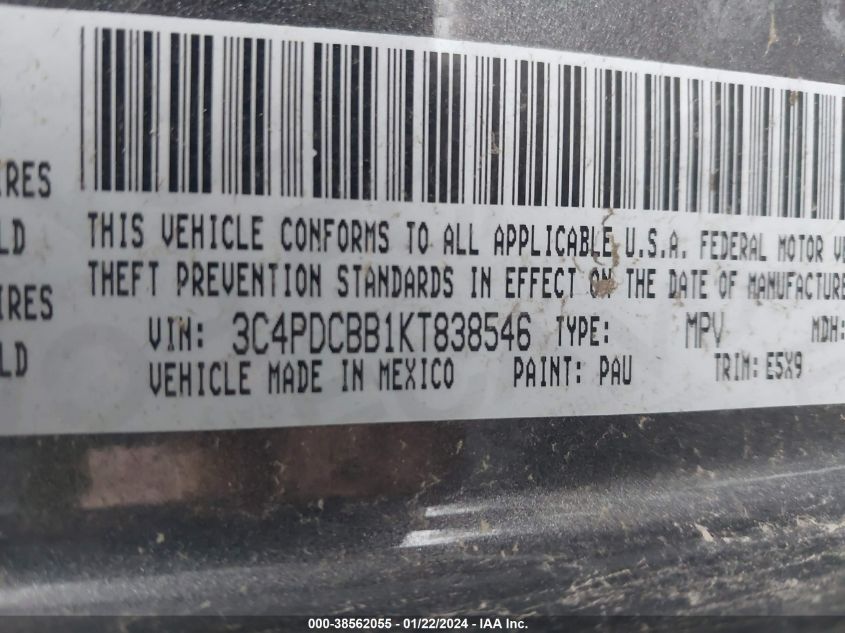 IRES
LD
IRES
LD
THIS VEHICLE CONFORMS TO ALL APPLICABLE U.S.A. FEDERAL MOTOR VE
THEFT PREVENTION STANDARDS IN EFFECT ON THE DATE OF MANUFACTURE
VIN: 3C4PDCBB1KT838546 TYPE: MPV MDH:
VEHICLE MADE IN MEXICO PAINT: PAU TRIM: E5X9
000-38562055 - 01/22/2024 - IAA Inc.